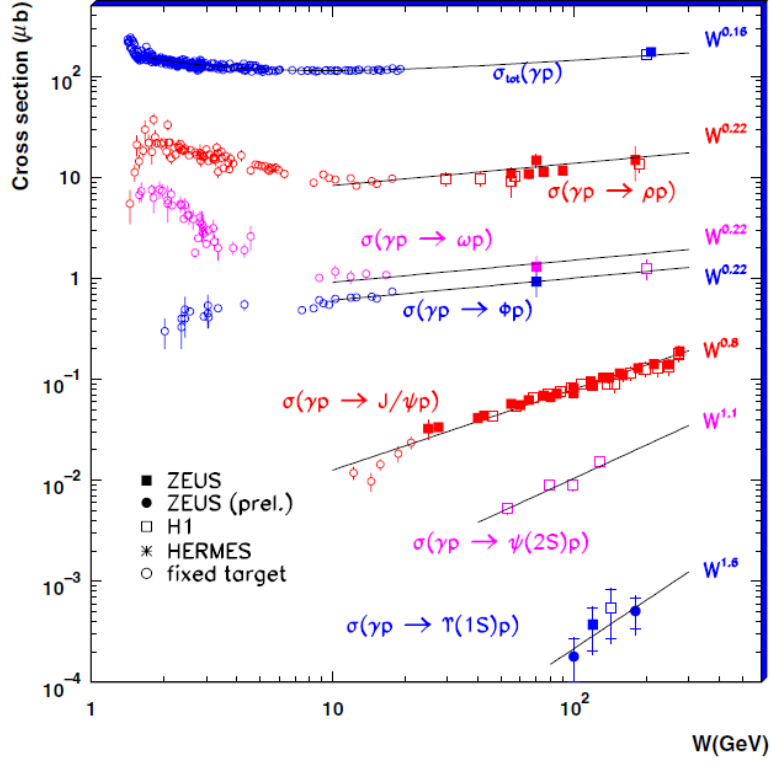 Cross section (μb)
10²
10
1
10⁻¹
10⁻²
10⁻³
10⁻⁴
σ_tot(γp)
W^0.16
σ(γp → ρp)
W^0.22
σ(γp → ωp)
W^0.22
σ(γp → Φp)
W^0.22
σ(γp → J/ψp)
W^0.8
σ(γp → ψ(2S)p)
W^1.1
σ(γp → Υ(1S)p)
W^1.6
ZEUS
ZEUS (prel.)
H1
HERMES
fixed target
1
10
10²
W(GeV)